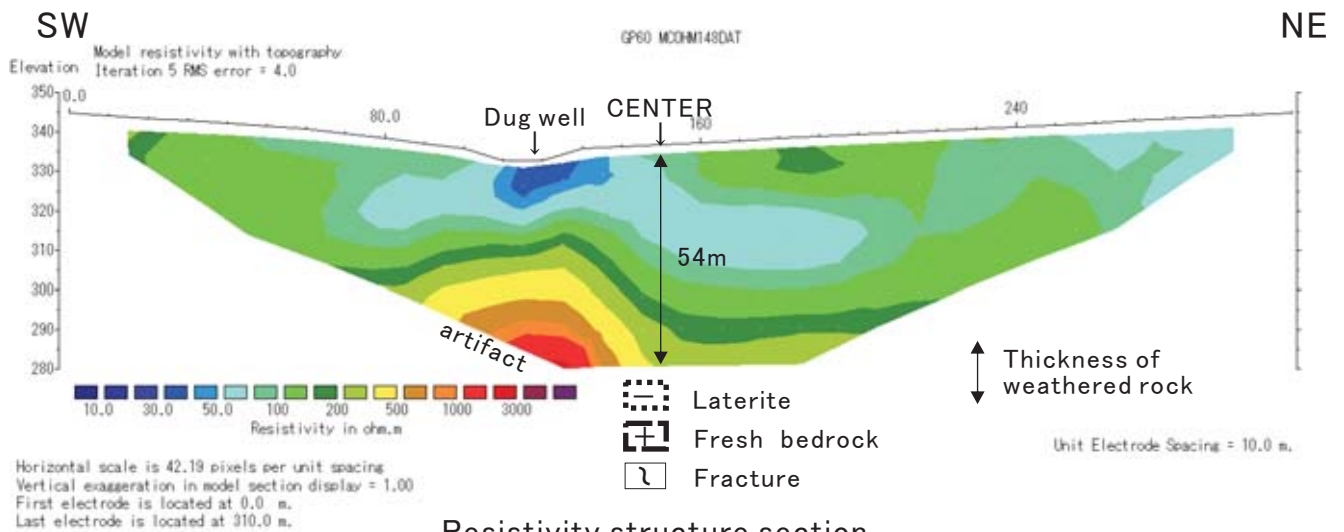 SW
NE
GP60 MCOHM148DAT
Model resistivity with topography
Elevation Iteration 5 RMS error = 4.0
350
0.0
340
80.0
Dug well
CENTER
160
240
330
320
310
54m
300
290
artifact
280
Thickness of
weathered rock
10.0 30.0 50.0 100 200 500 1000 3000
Resistivity in ohm.m
Laterite
Fresh bedrock
Fracture
Unit Electrode Spacing = 10.0 m.
Horizontal scale is 42.19 pixels per unit spacing
Vertical exaggeration in model section display = 1.00
First electrode is located at 0.0 m.
Last electrode is located at 310.0 m.
Resistivity structure section